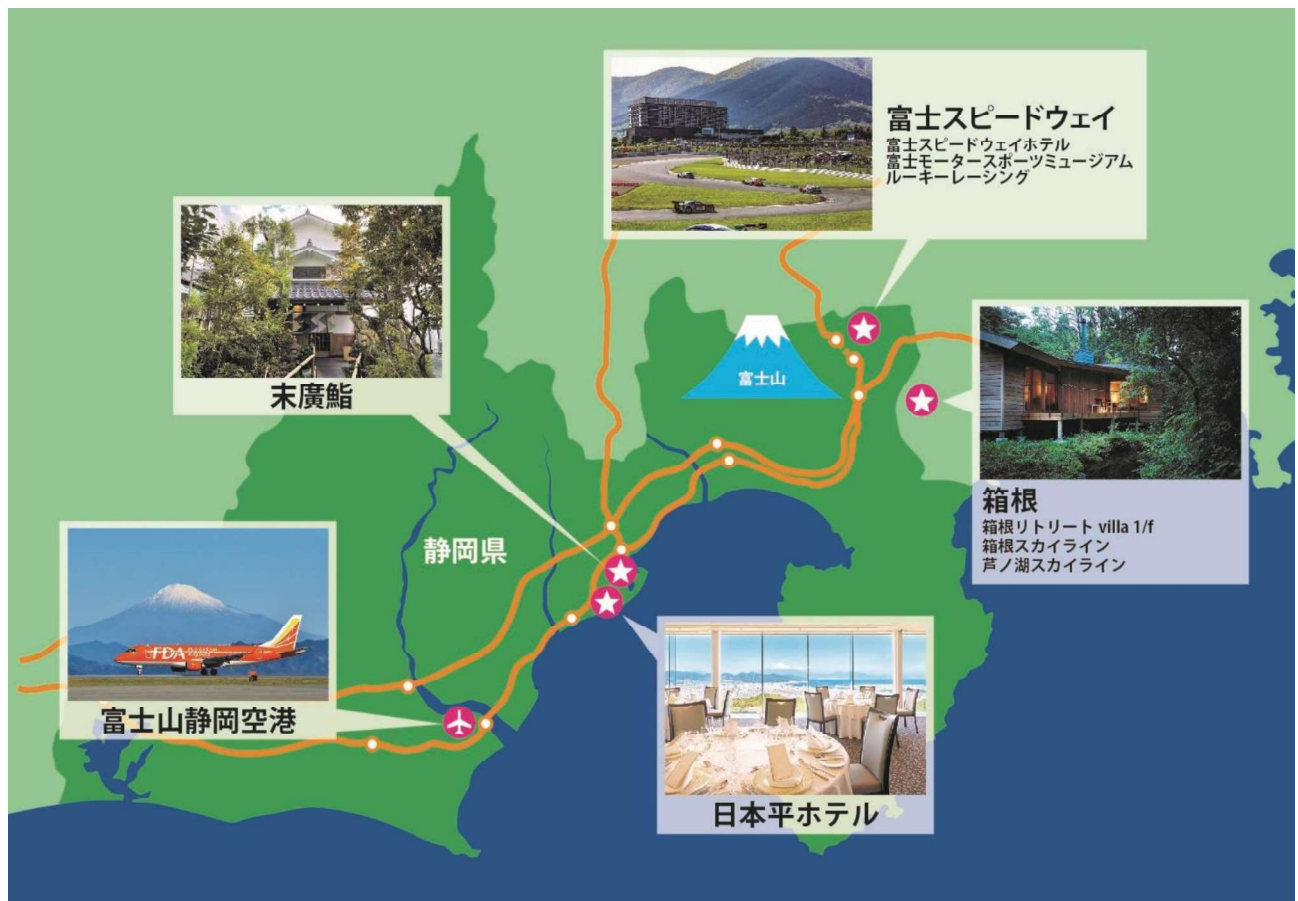 富士スピードウェイ
富士スピードウェイホテル
富士モータースポーツミュージアム
ルーキーレーシング
末廣鮨
富士山
箱根
箱根リトリート villa 1/f
箱根スカイライン
芦ノ湖スカイライン
静岡県
FDA
富士山静岡空港
日本平ホテル